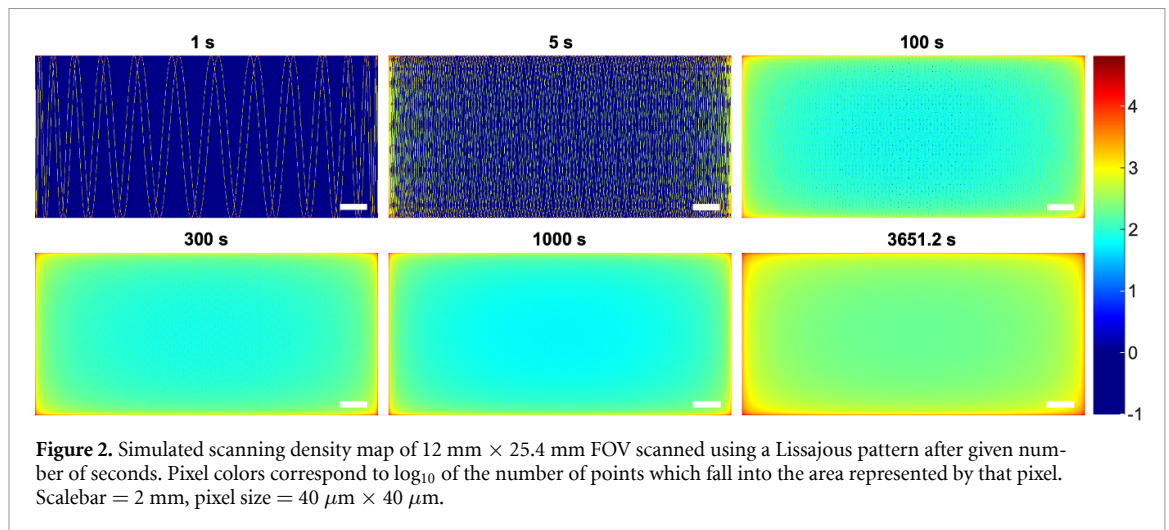 1 s
5 s
100 s
4
3
2
1
0
-1
300 s
1000 s
3651.2 s
Figure 2. Simulated scanning density map of 12 mm × 25.4 mm FOV scanned using a Lissajous pattern after given num-
ber of seconds. Pixel colors correspond to log₁₀ of the number of points which fall into the area represented by that pixel.
Scalebar = 2 mm, pixel size = 40 μm × 40 μm.